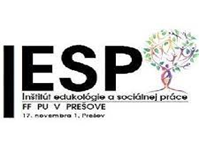 IESP
Inštitút edukológie a sociálnej práce
FF PU V PREŠOVE
17. novembra 1, Prešov